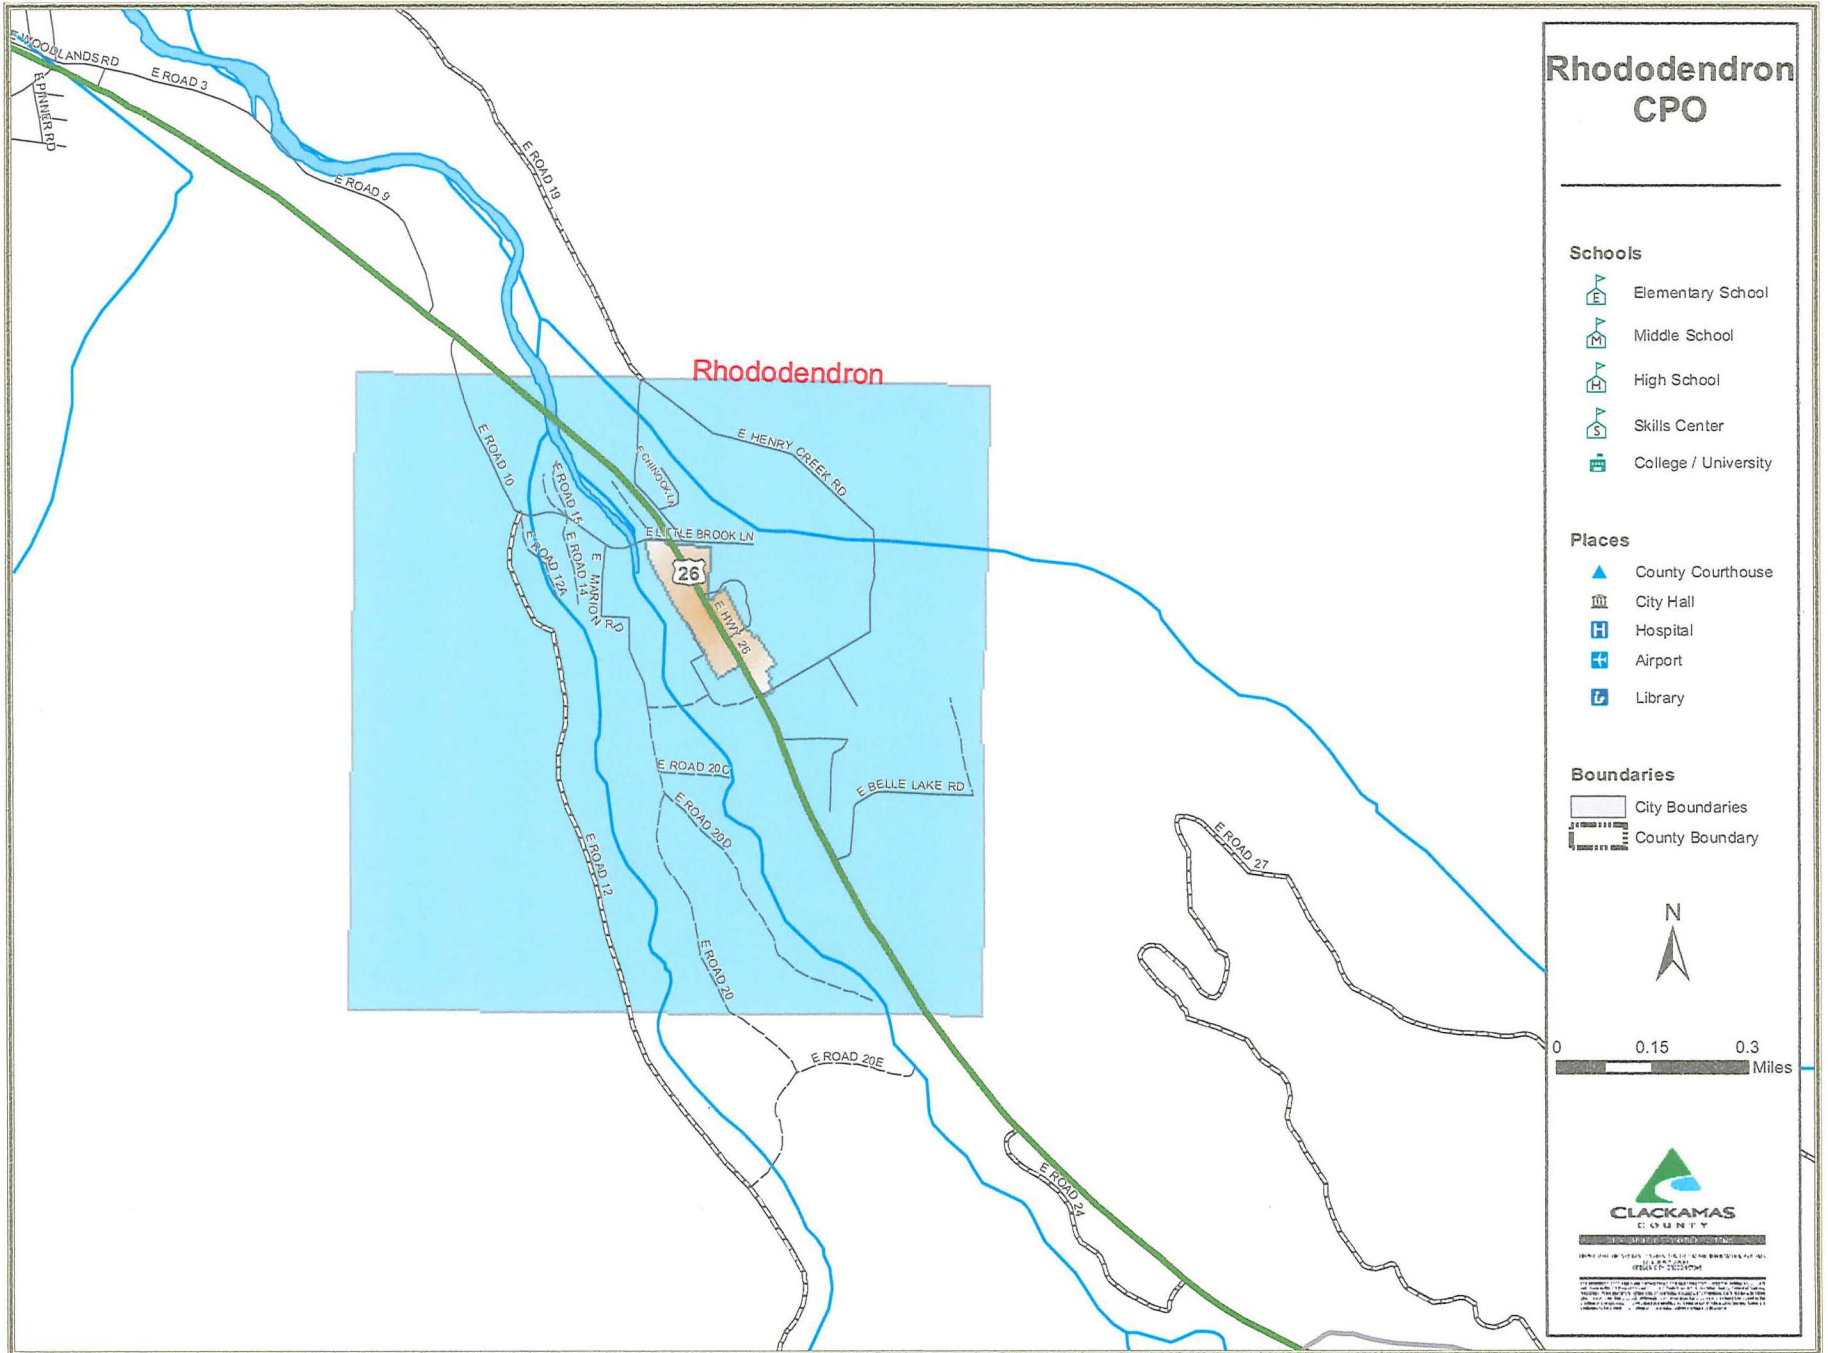 Rhododendron
CPO
Schools
E Elementary School
M Middle School
H High School
S Skills Center
College / University
Places
County Courthouse
City Hall
H Hospital
Airport
Library
Boundaries
City Boundaries
County Boundary
N
0 0.15 0.3
Miles
CLACKAMAS
COUNTY
E WOODLANDS RD
E ROAD 3
E PINNER RD
E ROAD 9
E ROAD 19
Rhododendron
E ROAD 10
E HENRY CREEK RD
E CHINOOK LN
E ROAD 15
E LITTLE BROOK LN
E ROAD 12A
E ROAD 14
E MARION RD
26
E HWY 26
E ROAD 20C
E BELLE LAKE RD
E ROAD 20D
E ROAD 12
E ROAD 27
E ROAD 20
E ROAD 20E
E ROAD 24